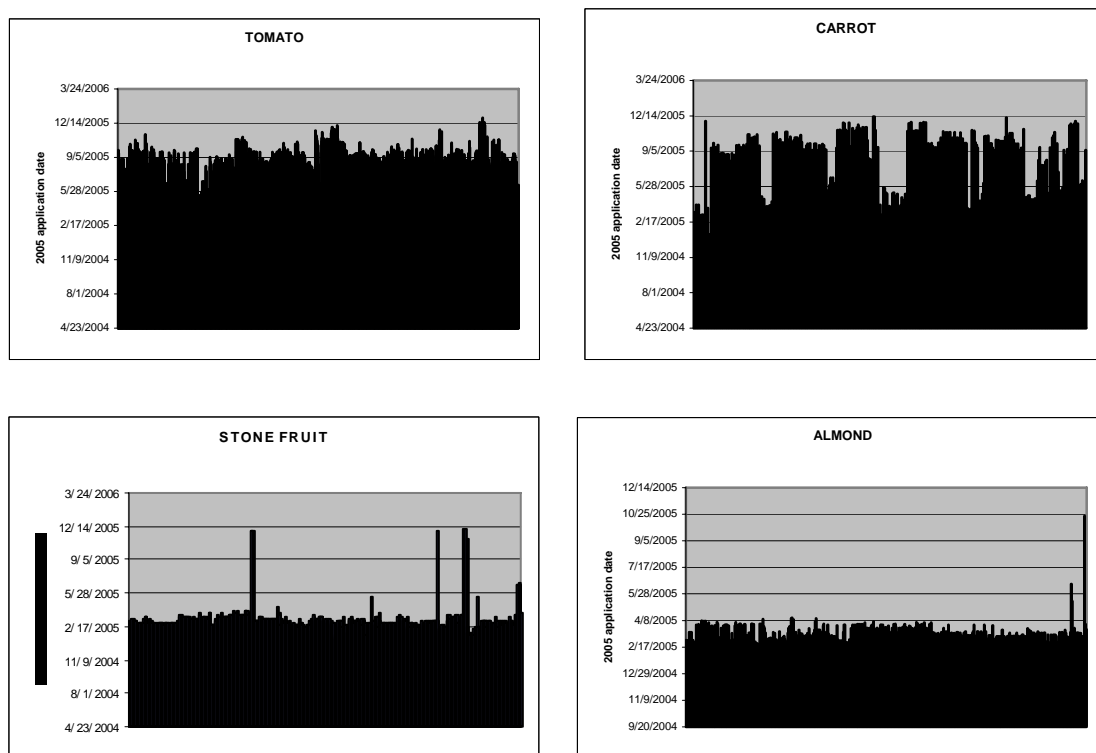 TOMATO
3/24/2006
12/14/2005
9/5/2005
5/28/2005
2/17/2005
11/9/2004
8/1/2004
4/23/2004
2005 application date
CARROT
3/24/2006
12/14/2005
9/5/2005
5/28/2005
2/17/2005
11/9/2004
8/1/2004
4/23/2004
2005 application date
STONE FRUIT
3/ 24/ 2006
12/ 14/ 2005
9/ 5/ 2005
5/ 28/ 2005
2/ 17/ 2005
11/ 9/ 2004
8/ 1/ 2004
4/ 23/ 2004
ALMOND
12/14/2005
10/25/2005
9/5/2005
7/17/2005
5/28/2005
4/8/2005
2/17/2005
12/29/2004
11/9/2004
9/20/2004
2005 application date